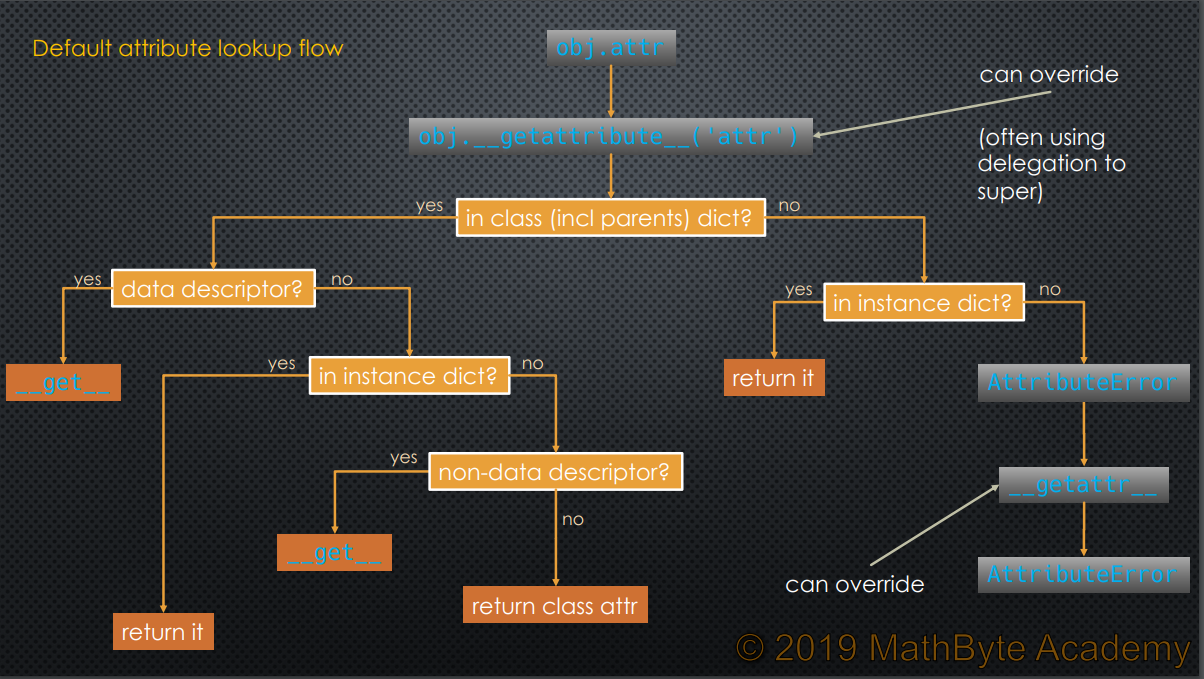 Default attribute lookup flow
obj.attr
can override
obj.__getattribute__('attr')
(often using
delegation to
super)
yes
in class (incl parents) dict?
no
yes
data descriptor?
no
yes
in instance dict?
no
yes
in instance dict?
no
__get__
return it
AttributeError
yes
non-data descriptor?
__getattr__
no
__get__
can override
AttributeError
return class attr
return it
© 2019 MathByte Academy